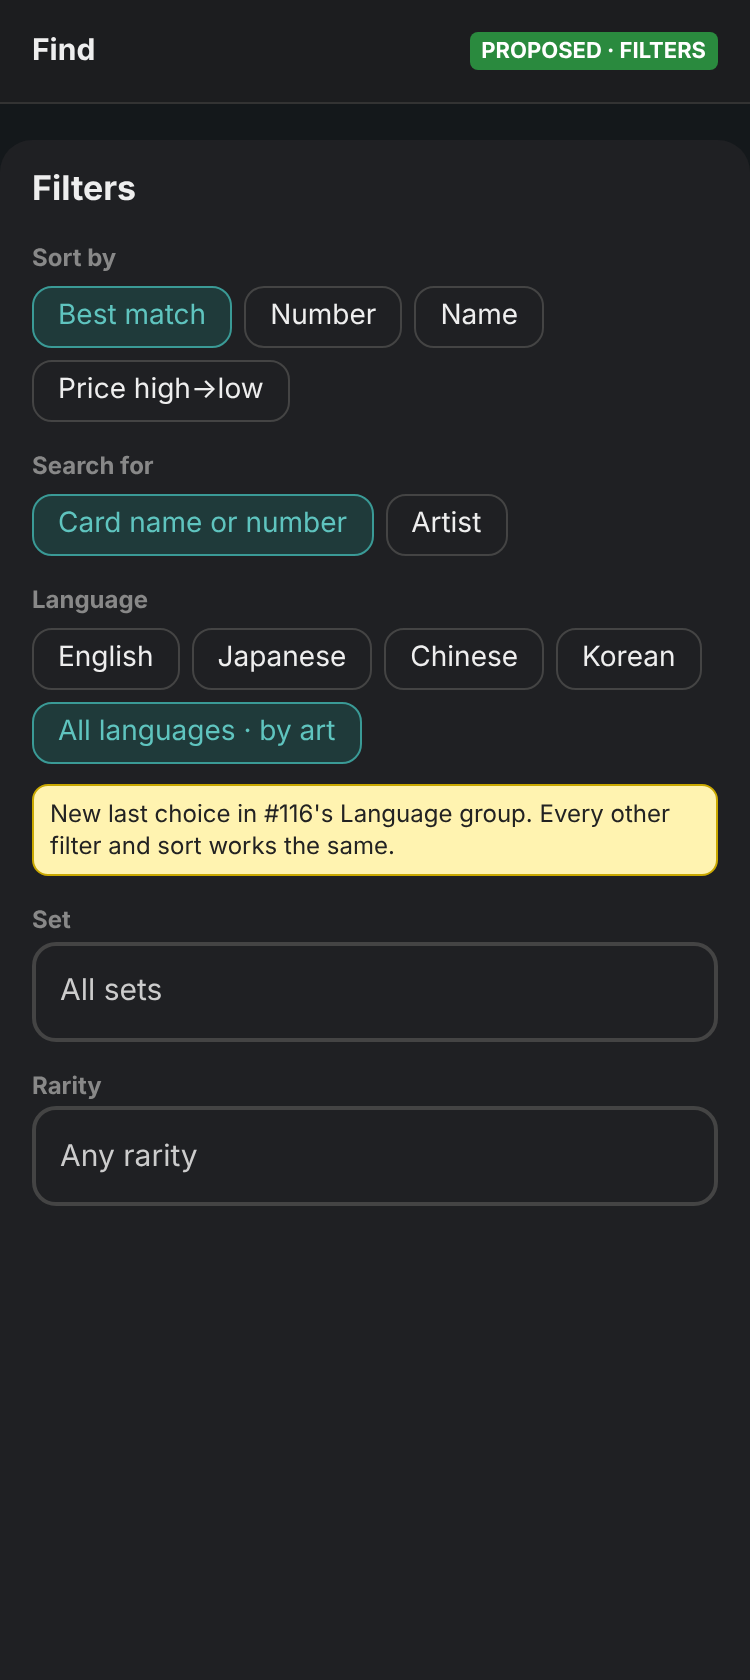 Find
PROPOSED · FILTERS
Filters
Sort by
Best match
Number
Name
Price high→low
Search for
Card name or number
Artist
Language
English
Japanese
Chinese
Korean
All languages · by art
New last choice in #116's Language group. Every other
filter and sort works the same.
Set
All sets
Rarity
Any rarity